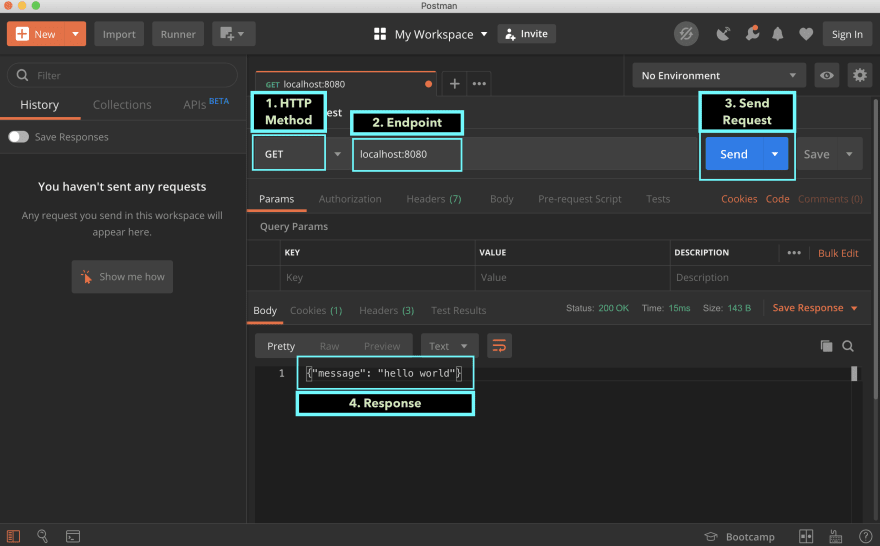 Postman
New
Import
Runner
My Workspace
Invite
Sign In
Filter
History
Collections
APIs BETA
Save Responses
You haven't sent any requests
Any request you send in this workspace will
appear here.
Show me how
GET localhost:8080
No Environment
1. HTTP
Method
est
2. Endpoint
3. Send
Request
GET
localhost:8080
Send
Save
Params
Authorization
Headers (7)
Body
Pre-request Script
Tests
Cookies
Code
Comments (0)
Query Params
KEY
VALUE
DESCRIPTION
Bulk Edit
Key
Value
Description
Body
Cookies (1)
Headers (3)
Test Results
Status: 200 OK
Time: 15ms
Size: 143 B
Save Response
Pretty
Raw
Preview
Text
1 {"message": "hello world"}
4. Response
Bootcamp